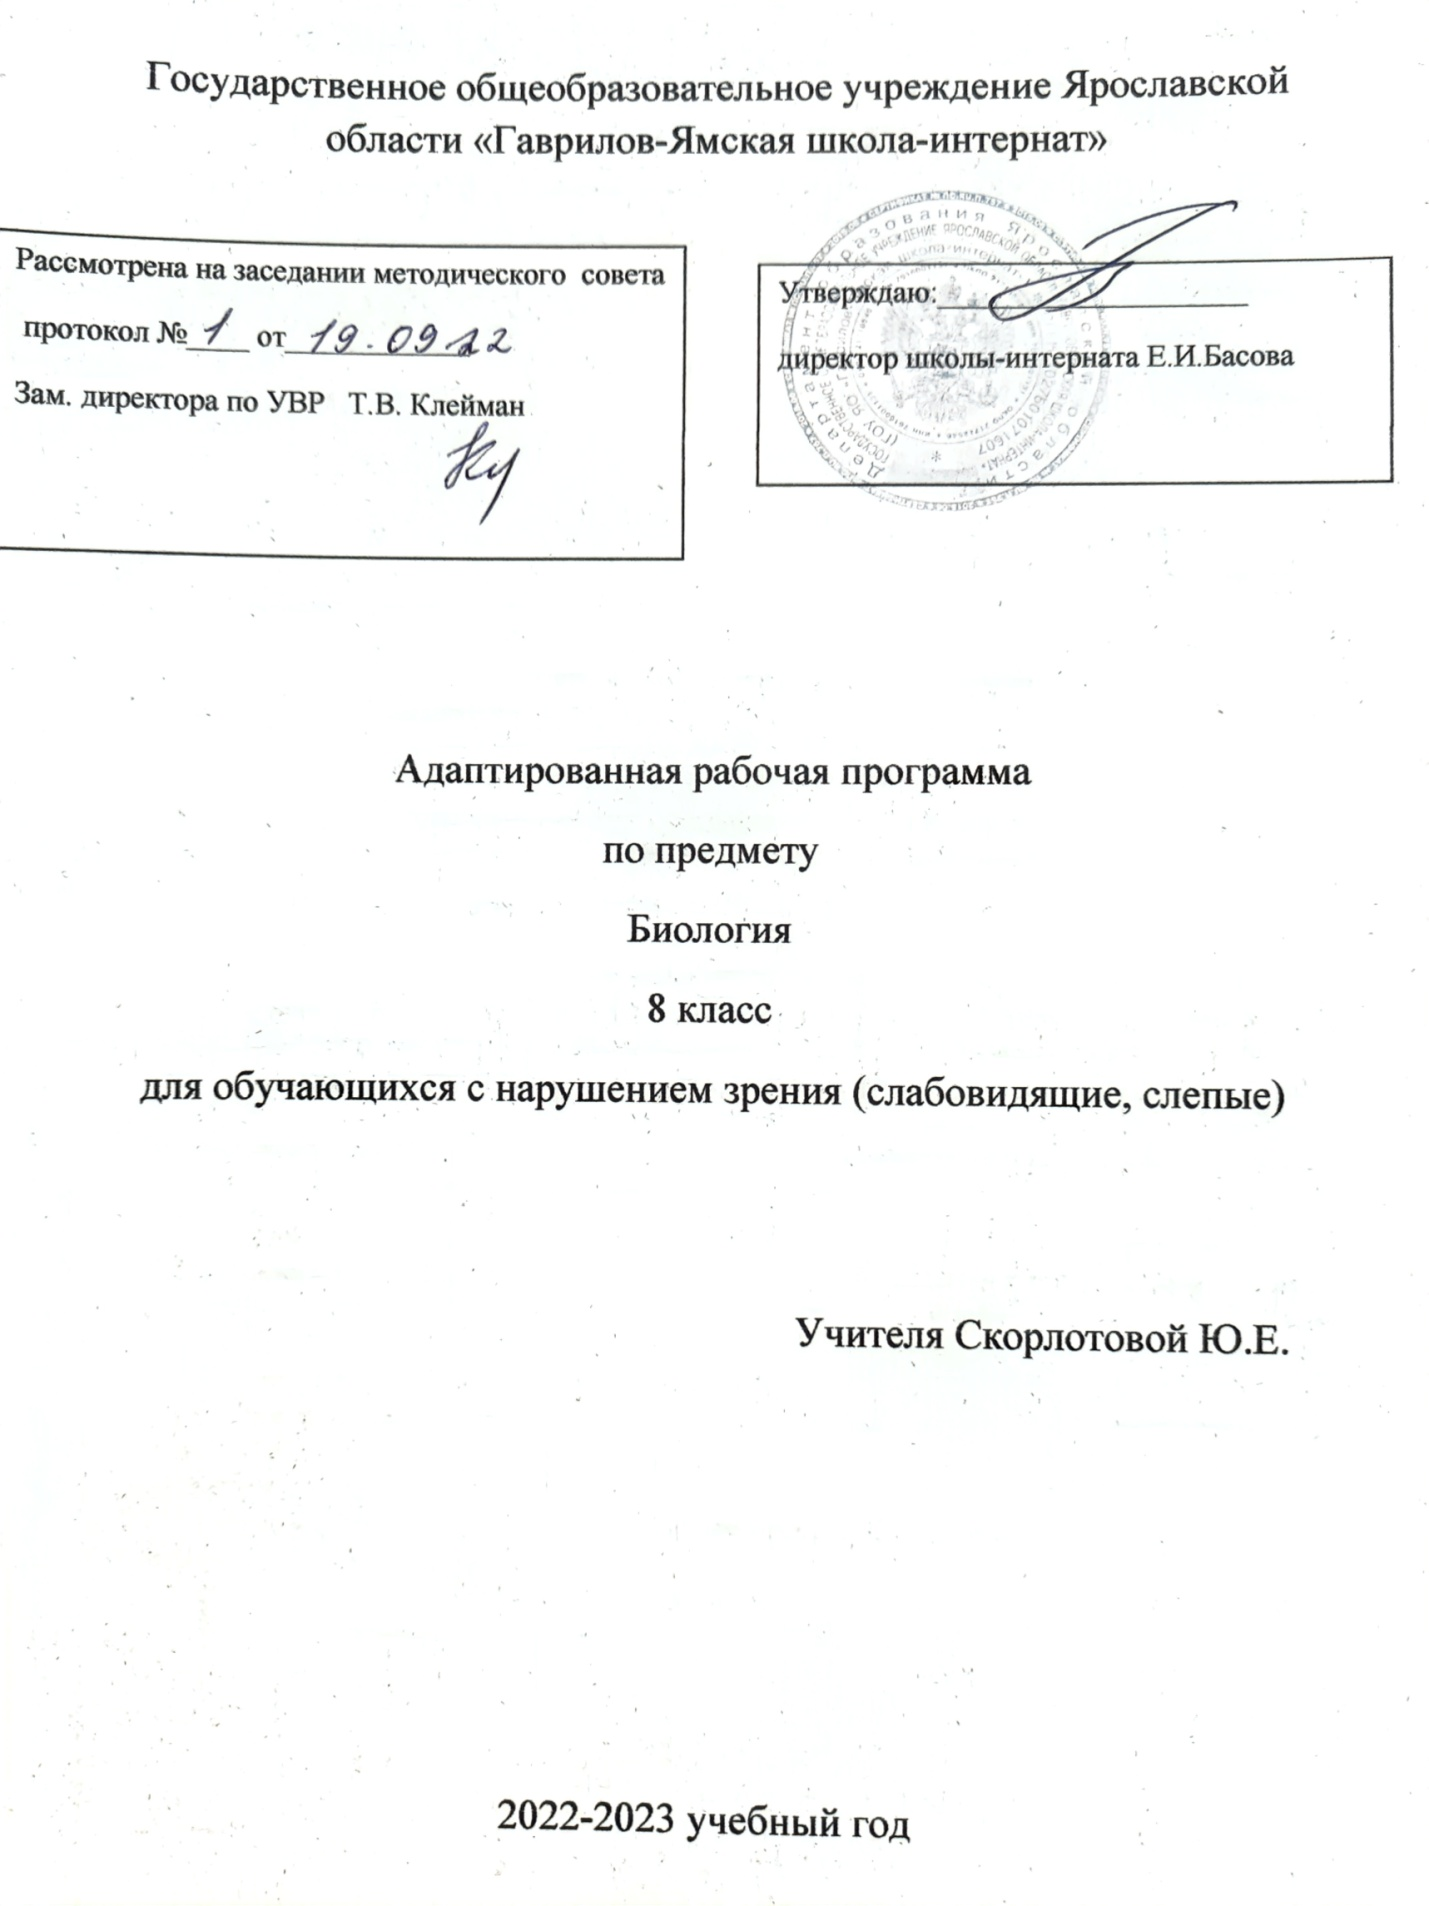 Государственное общеобразовательное учреждение Ярославской
области «Гаврилов-Ямская школа-интернат»
Рассмотрена на заседании методического совета
протокол № 1 от 19.09.22
Зам. директора по УВР Т.В. Клейман
Утверждаю:
директор школы-интерната Е.И.Басова
Адаптированная рабочая программа
по предмету
Биология
8 класс
для обучающихся с нарушением зрения (слабовидящие, слепые)
Учителя Скорлотовой Ю.Е.
2022-2023 учебный год